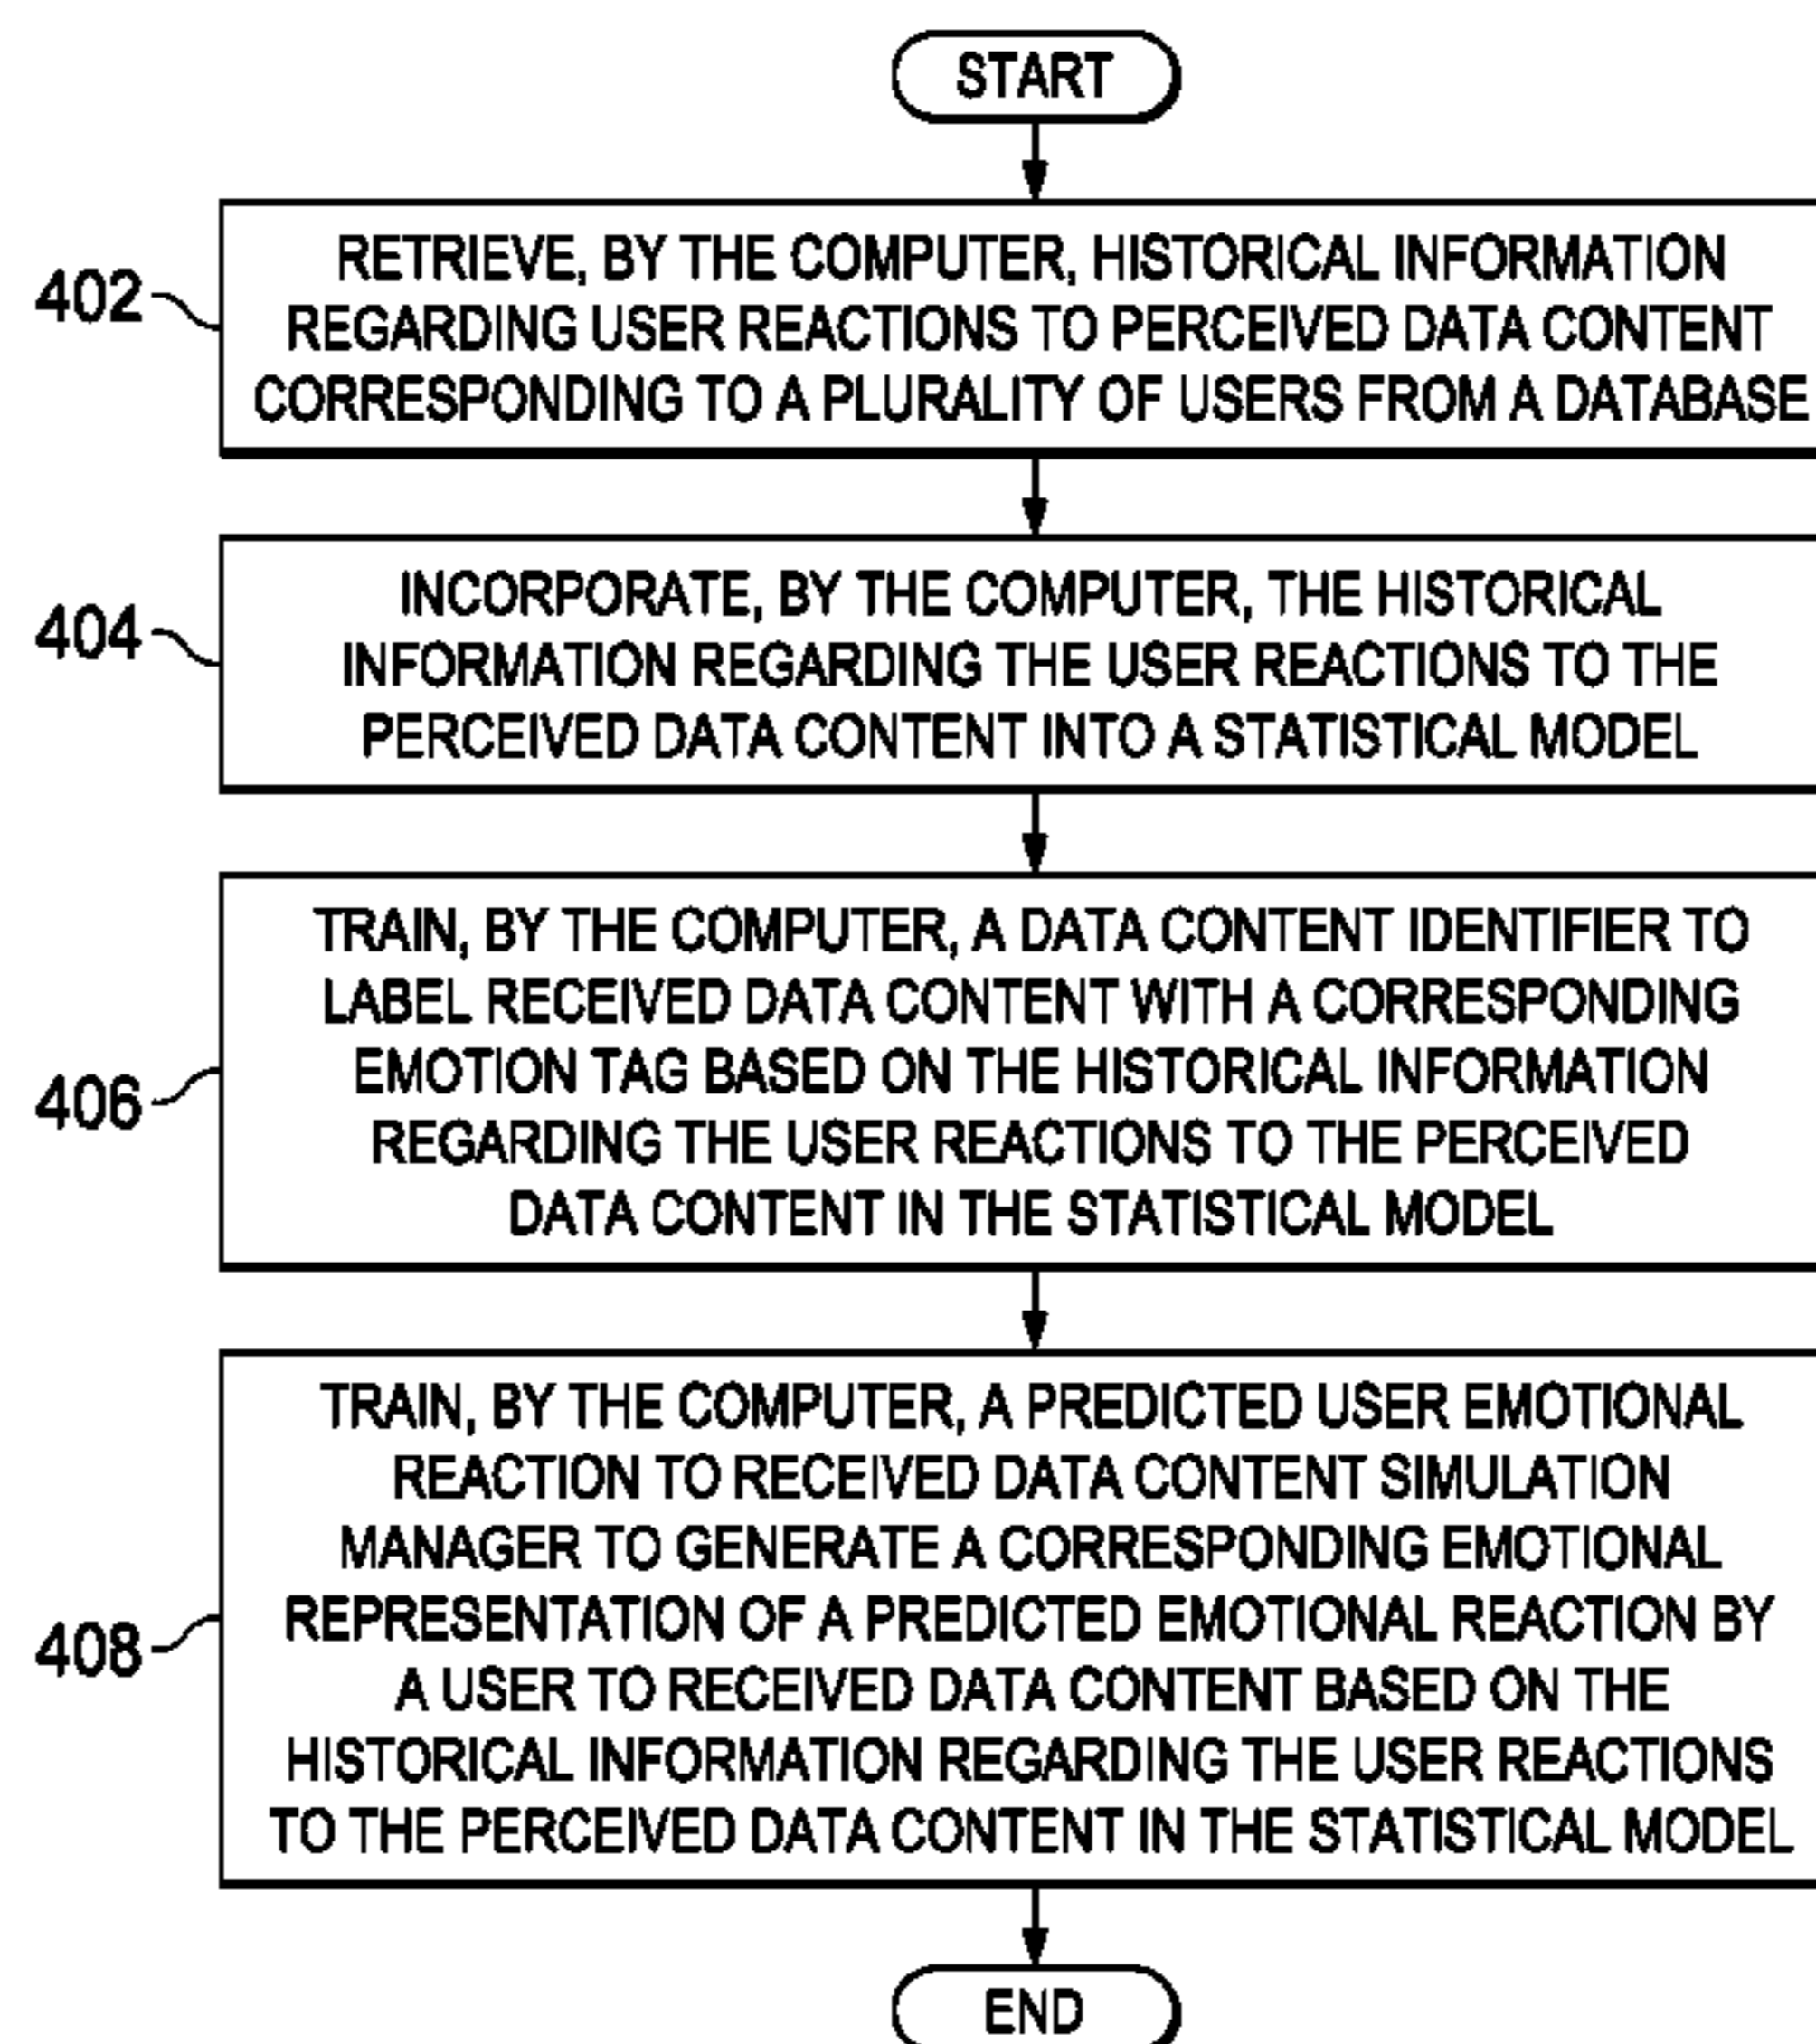 START
402
RETRIEVE, BY THE COMPUTER, HISTORICAL INFORMATION
REGARDING USER REACTIONS TO PERCEIVED DATA CONTENT
CORRESPONDING TO A PLURALITY OF USERS FROM A DATABASE
404
INCORPORATE, BY THE COMPUTER, THE HISTORICAL
INFORMATION REGARDING THE USER REACTIONS TO THE
PERCEIVED DATA CONTENT INTO A STATISTICAL MODEL
406
TRAIN, BY THE COMPUTER, A DATA CONTENT IDENTIFIER TO
LABEL RECEIVED DATA CONTENT WITH A CORRESPONDING
EMOTION TAG BASED ON THE HISTORICAL INFORMATION
REGARDING THE USER REACTIONS TO THE PERCEIVED
DATA CONTENT IN THE STATISTICAL MODEL
408
TRAIN, BY THE COMPUTER, A PREDICTED USER EMOTIONAL
REACTION TO RECEIVED DATA CONTENT SIMULATION
MANAGER TO GENERATE A CORRESPONDING EMOTIONAL
REPRESENTATION OF A PREDICTED EMOTIONAL REACTION BY
A USER TO RECEIVED DATA CONTENT BASED ON THE
HISTORICAL INFORMATION REGARDING THE USER REACTIONS
TO THE PERCEIVED DATA CONTENT IN THE STATISTICAL MODEL
END